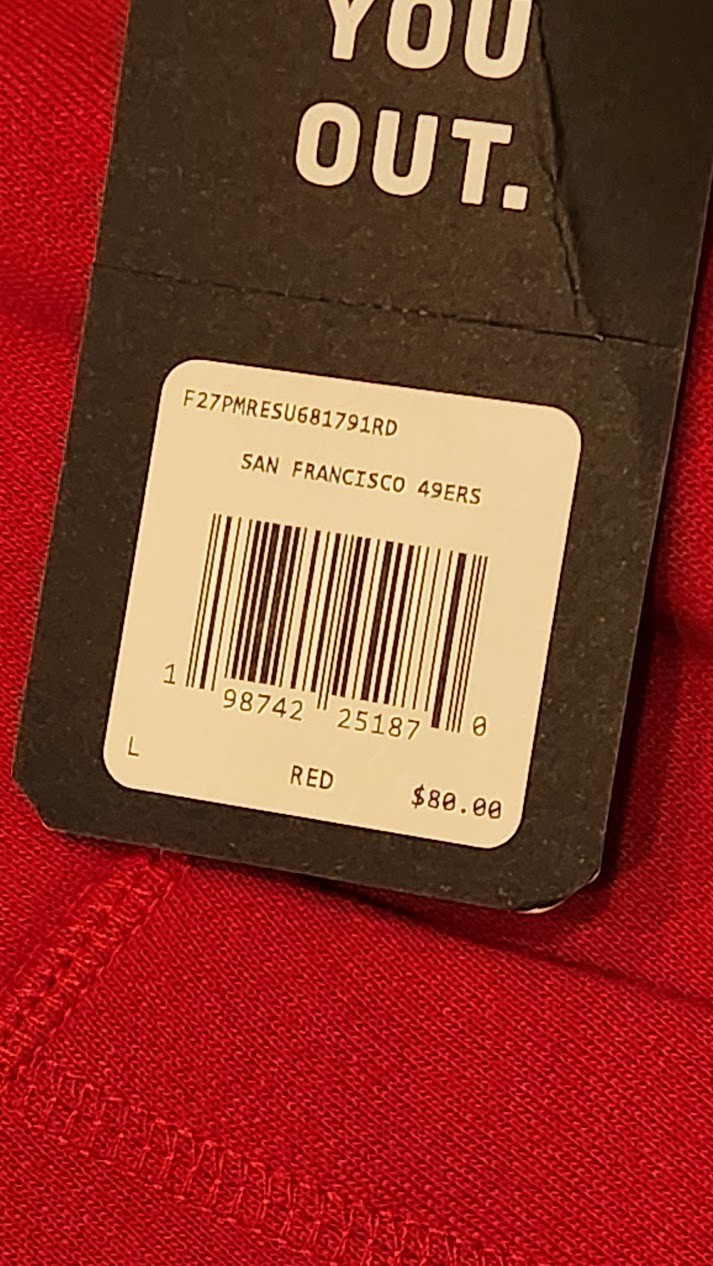 YOU
OUT.
F27PMRESU681791RD
SAN FRANCISCO 49ERS
1 98742 25187 0
L RED $80.00